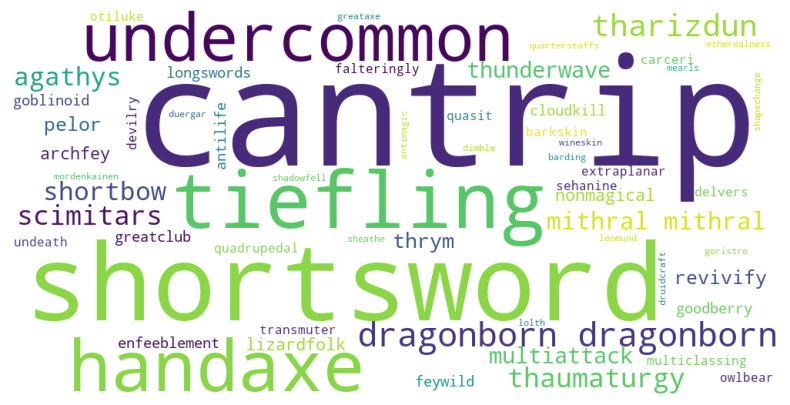 otiluke
greataxe
undercommon
tharizdun
quarterstaffs
etherealness
agathys
longswords
falteringly
thunderwave
carceri
mearls
goblinoid
devilry
duergar
antilife
cantrip
quasit
cloudkill
shapechange
pelor
antimagic
barkskin
wineskin
archfey
dimble
barding
mordenkainen
shadowfell
extraplanar
shortbow
tiefling
sehanine
nonmagical
delvers
scimitars
mithral mithral
undeath
greatclub
quadrupedal
sheathe
thrym
leomund
goristro
shortsword
druidcraft
revivify
goodberry
enfeeblement
transmuter
lizardfolk
lolth
dragonborn dragonborn
handaxe
multiattack
multiclassing
feywild
thaumaturgy
owlbear